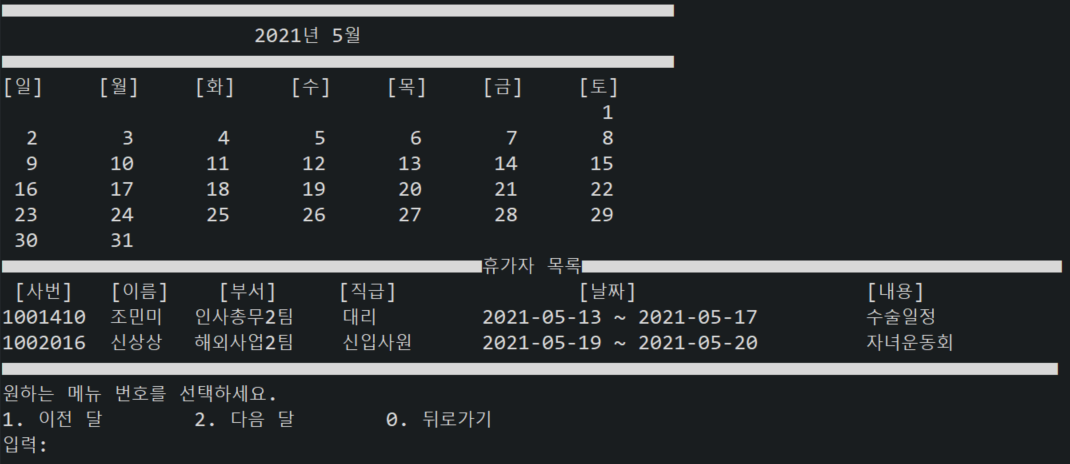 2021년 5월
[일] [월] [화] [수] [목] [금] [토]
1
2 3 4 5 6 7 8
9 10 11 12 13 14 15
16 17 18 19 20 21 22
23 24 25 26 27 28 29
30 31
휴가자 목록
[사번] [이름] [부서] [직급] [날짜] [내용]
1001410 조민미 인사총무2팀 대리 2021-05-13 ~ 2021-05-17 수술일정
1002016 신상상 해외사업2팀 신입사원 2021-05-19 ~ 2021-05-20 자녀운동회
원하는 메뉴 번호를 선택하세요.
1. 이전 달 2. 다음 달 0. 뒤로가기
입력: